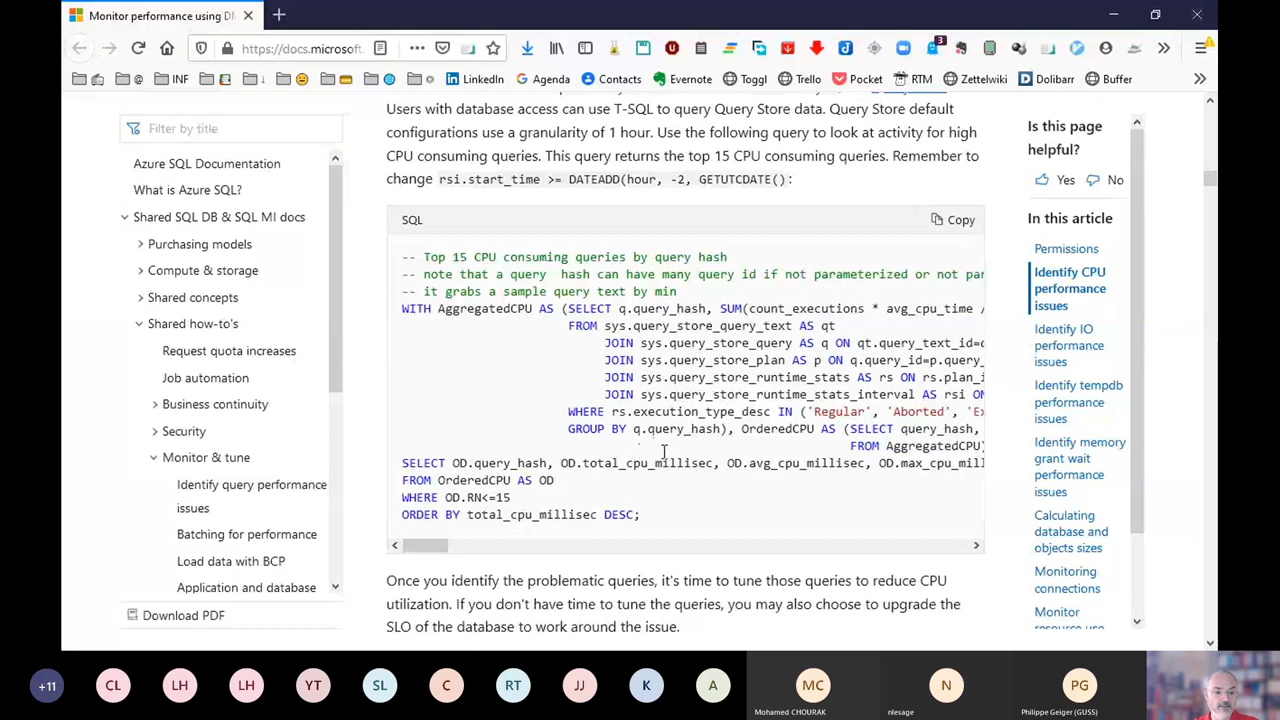 Monitor performance using DM
https://docs.microsoft.
3
INF
LinkedIn
Agenda
Contacts
Evernote
Toggl
Trello
Pocket
RTM
Zettelwiki
Dolibarr
Buffer
Filter by title
Azure SQL Documentation
What is Azure SQL?
Shared SQL DB & SQL MI docs
Purchasing models
Compute & storage
Shared concepts
Shared how-to's
Request quota increases
Job automation
Business continuity
Security
Monitor & tune
Identify query performance
issues
Batching for performance
Load data with BCP
Application and database
Download PDF
Users with database access can use T-SQL to query Query Store data. Query Store default
configurations use a granularity of 1 hour. Use the following query to look at activity for high
CPU consuming queries. This query returns the top 15 CPU consuming queries. Remember to
change rsi.start_time >= DATEADD(hour, -2, GETUTCDATE():
SQL
Copy
-- Top 15 CPU consuming queries by query hash
-- note that a query  hash can have many query id if not parameterized or not par
-- it grabs a sample query text by min
WITH AggregatedCPU AS (SELECT q.query_hash, SUM(count_executions * avg_cpu_time /
FROM sys.query_store_query_text AS qt
JOIN sys.query_store_query AS q ON qt.query_text_id=q
JOIN sys.query_store_plan AS p ON q.query_id=p.query_
JOIN sys.query_store_runtime_stats AS rs ON rs.plan_i
JOIN sys.query_store_runtime_stats_interval AS rsi ON
WHERE rs.execution_type_desc IN ('Regular', 'Aborted', 'Ex
GROUP BY q.query_hash), OrderedCPU AS (SELECT query_hash,
FROM AggregatedCPU)
SELECT OD.query_hash, OD.total_cpu_millisec, OD.avg_cpu_millisec, OD.max_cpu_mill
FROM OrderedCPU AS OD
WHERE OD.RN<=15
ORDER BY total_cpu_millisec DESC;
Once you identify the problematic queries, it's time to tune those queries to reduce CPU
utilization. If you don't have time to tune the queries, you may also choose to upgrade the
SLO of the database to work around the issue.
Is this page
helpful?
Yes
No
In this article
Permissions
Identify CPU
performance
issues
Identify IO
performance
issues
Identify tempdb
performance
issues
Identify memory
grant wait
performance
issues
Calculating
database and
objects sizes
Monitoring
connections
Monitor
resource use
+11
CL
LH
LH
YT
SL
C
RT
JJ
K
A
MC
N
PG
Mohamed CHOURAK
nlesage
Philippe Geiger (GUSS)